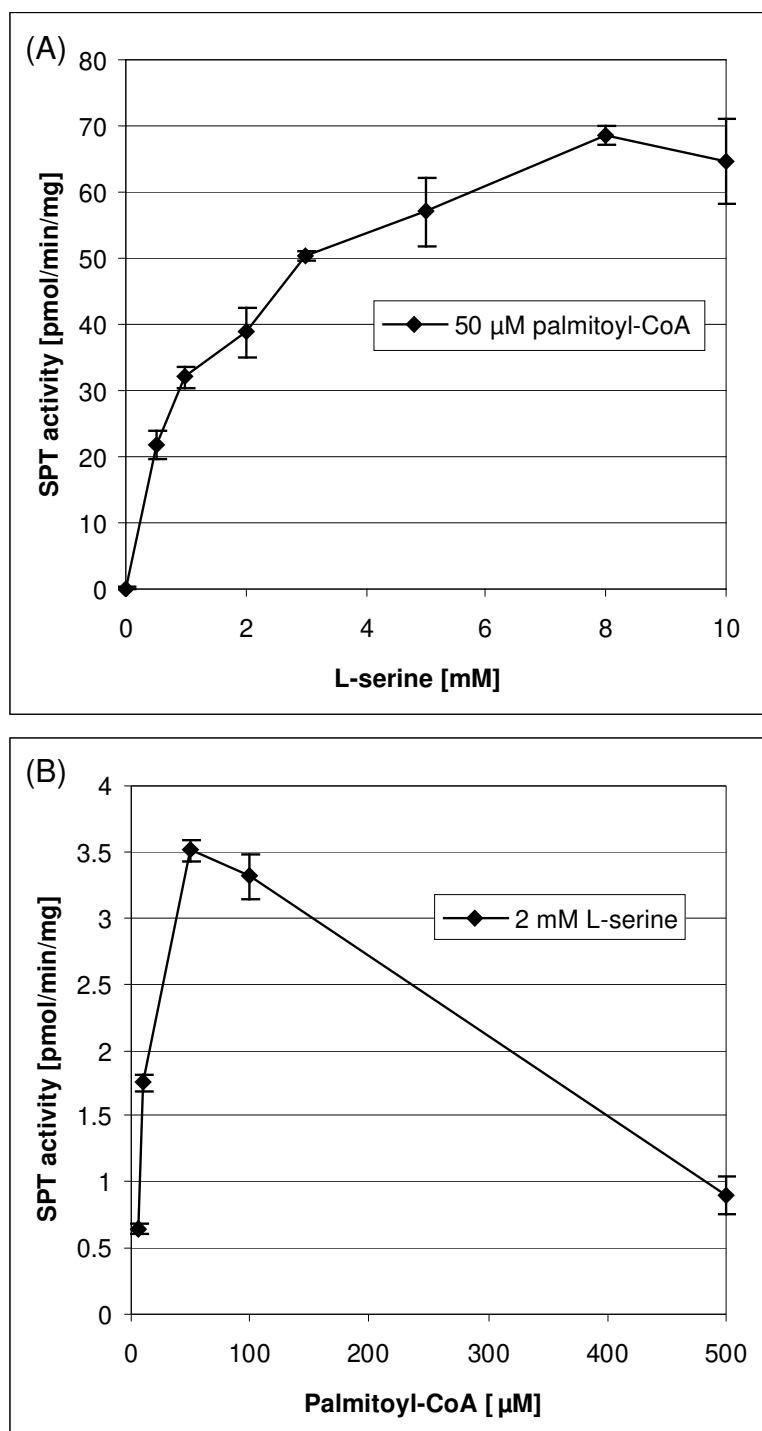 (A)
80
70
60
50
40
30
20
10
0
SPT activity [pmol/min/mg]
50 µM palmitoyl-CoA
0 2 4 6 8 10
L-serine [mM]
(B)
4
3.5
3
2.5
2
1.5
1
0.5
0
SPT activity [pmol/min/mg]
2 mM L-serine
0 100 200 300 400 500
Palmitoyl-CoA [ µM]